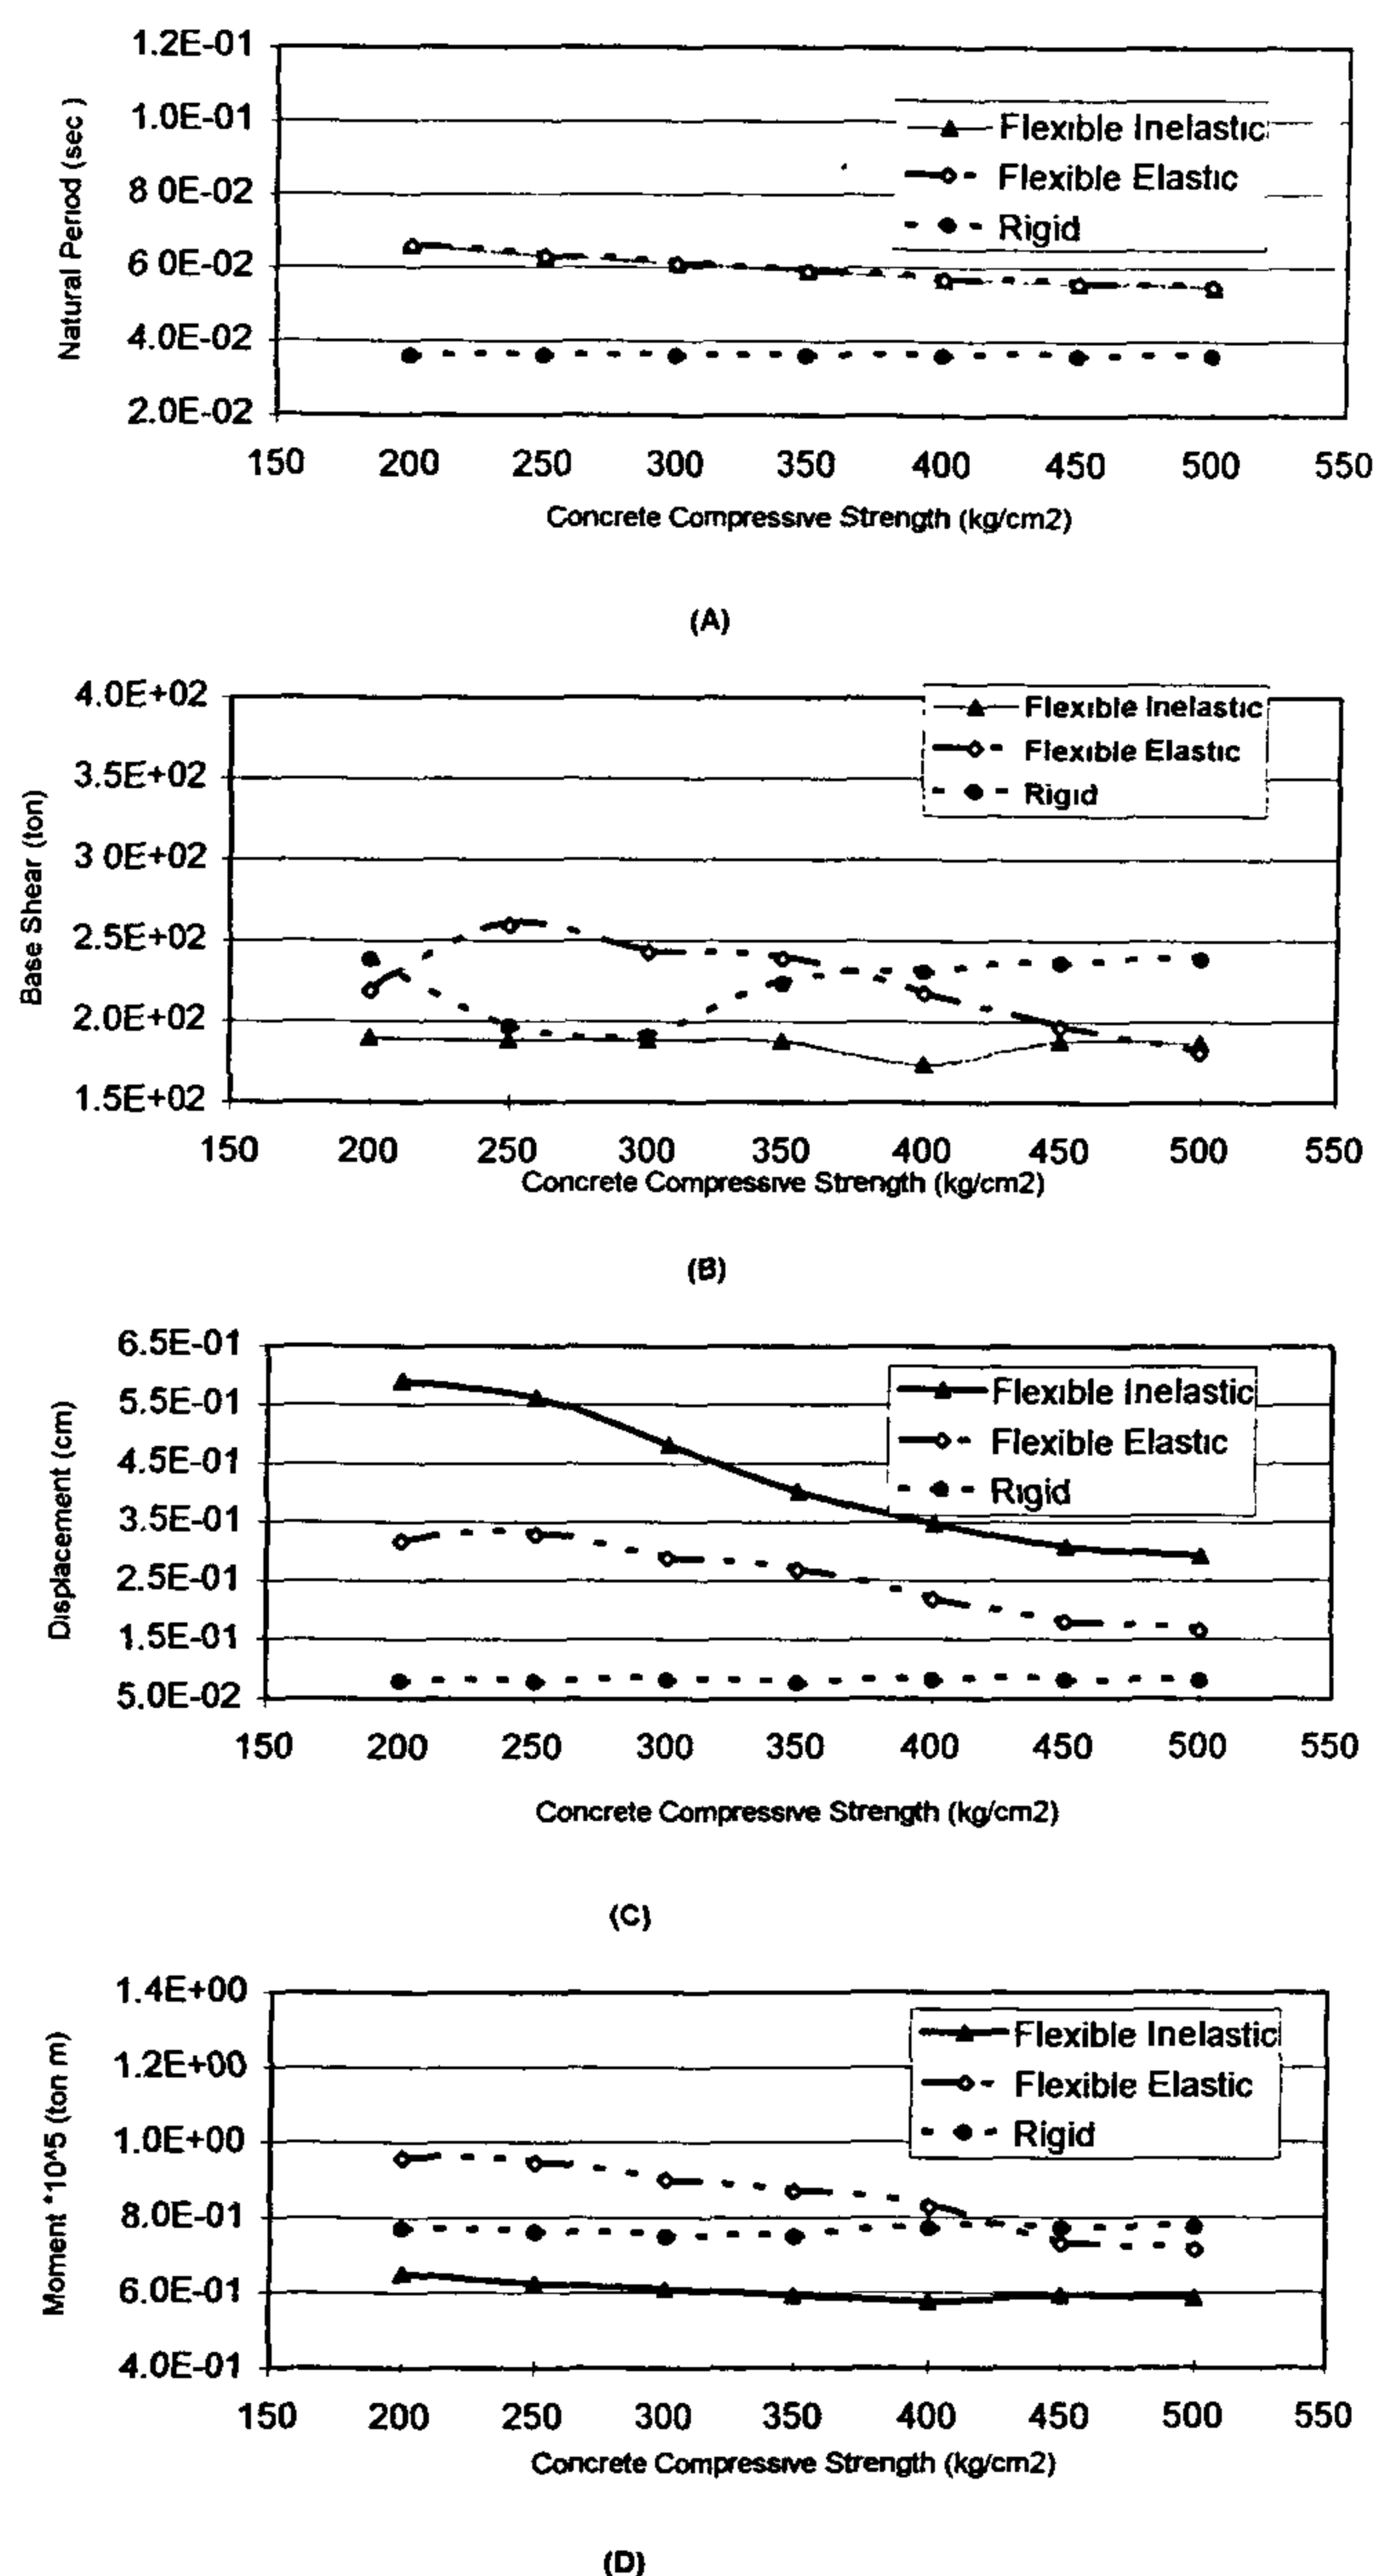 1.2E-01
1.0E-01
8 0E-02
6 0E-02
4.0E-02
2.0E-02
Natural Period (sec )
Flexible Inelastic
Flexible Elastic
Rigid
150 200 250 300 350 400 450 500 550
Concrete Compressive Strength (kg/cm2)
(A)
4.0E+02
3.5E+02
3 0E+02
2.5E+02
2.0E+02
1.5E+02
Base Shear (ton)
Flexible Inelastic
Flexible Elastic
Rigid
150 200 250 300 350 400 450 500 550
Concrete Compressive Strength (kg/cm2)
(B)
6.5E-01
5.5E-01
4.5E-01
3.5E-01
2.5E-01
1.5E-01
5.0E-02
Displacement (cm)
Flexible Inelastic
Flexible Elastic
Rigid
150 200 250 300 350 400 450 500 550
Concrete Compressive Strength (kg/cm2)
(C)
1.4E+00
1.2E+00
1.0E+00
8.0E-01
6.0E-01
4.0E-01
Moment *10^5 (ton m)
Flexible Inelastic
Flexible Elastic
Rigid
150 200 250 300 350 400 450 500 550
Concrete Compressive Strength (kg/cm2)
(D)